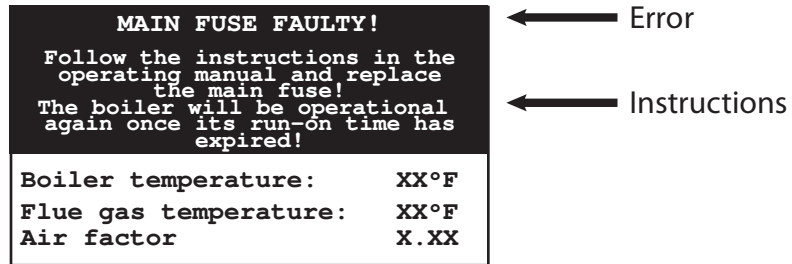 MAIN FUSE FAULTY!
Error
Follow the instructions in the
operating manual and replace
the main fuse!
The boiler will be operational
again once its run-on time has
expired!
Instructions
Boiler temperature: XX°F
Flue gas temperature: XX°F
Air factor X.XX